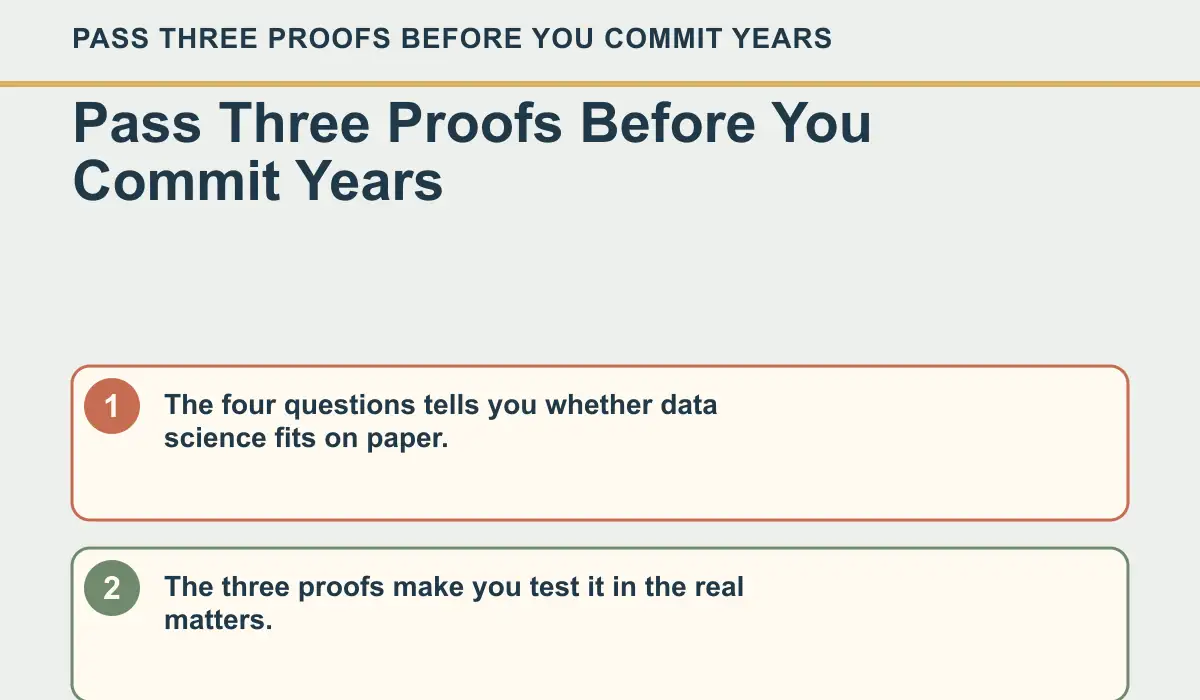 PASS THREE PROOFS BEFORE YOU COMMIT YEARS
Pass Three Proofs Before You
Commit Years
1
The four questions tells you whether data
science fits on paper.
2
The three proofs make you test it in the real
matters.